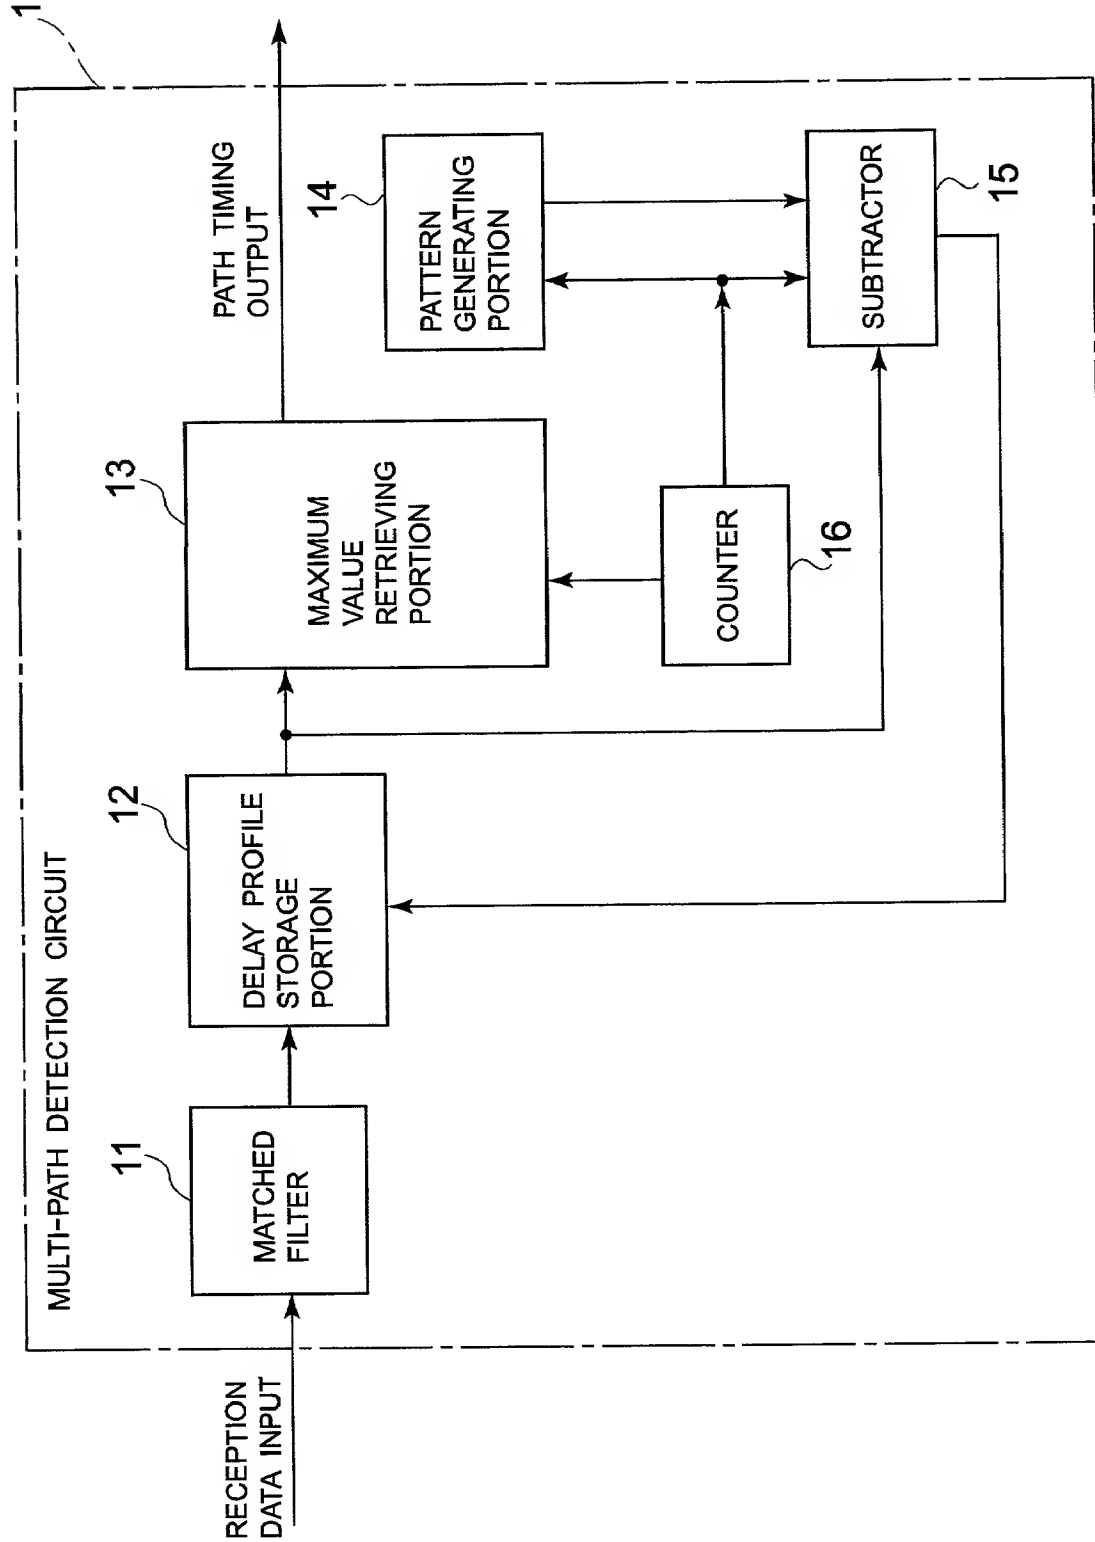 1
MULTI-PATH DETECTION CIRCUIT
RECEPTION
DATA INPUT
11
MATCHED
FILTER
12
DELAY PROFILE
STORAGE
PORTION
13
MAXIMUM
VALUE
RETRIEVING
PORTION
PATH TIMING
OUTPUT
14
PATTERN
GENERATING
PORTION
COUNTER
16
SUBTRACTOR
15